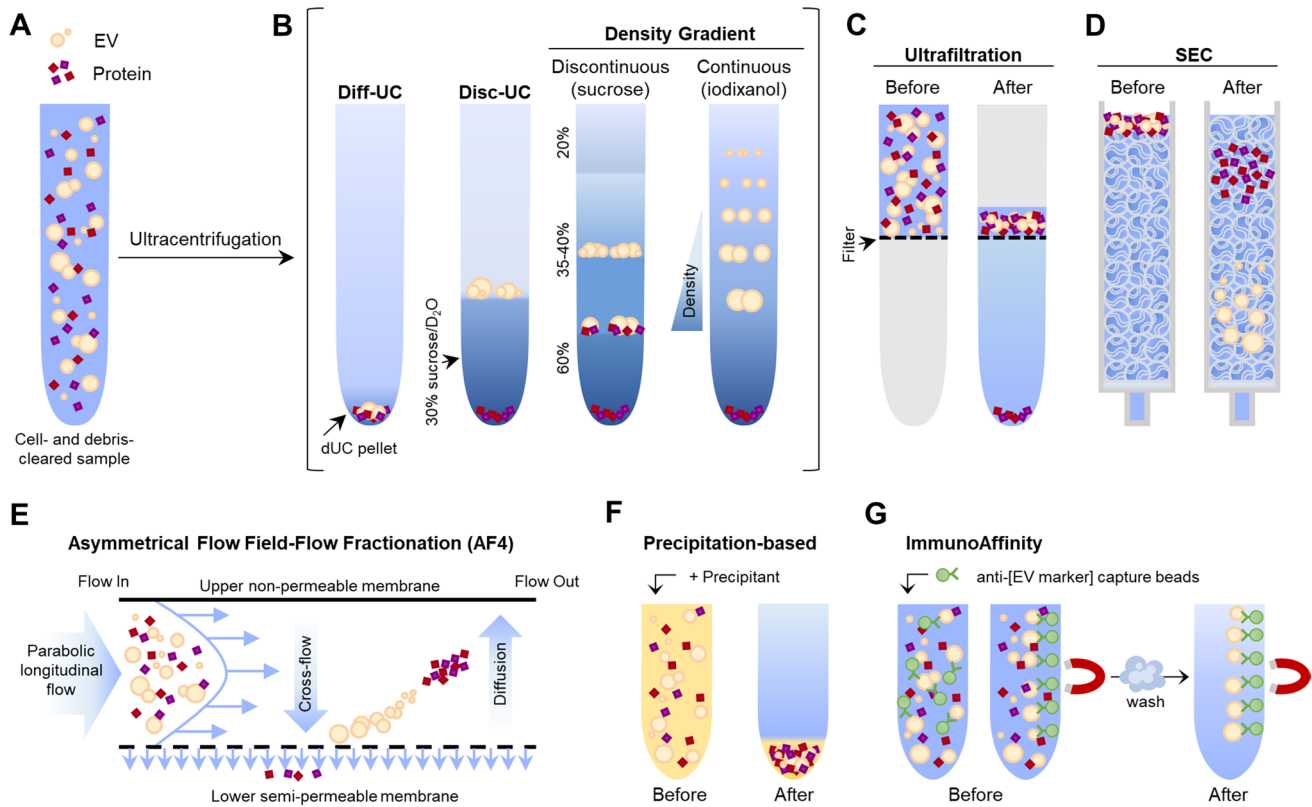 A
EV
Protein
Cell- and debris-
cleared sample
Ultracentrifugation
B
Diff-UC
dUC pellet
Disc-UC
30% sucrose/D₂O
Density Gradient
Discontinuous
(sucrose)
20%
35-40%
60%
Continuous
(iodixanol)
Density
C
Ultrafiltration
Before
After
Filter
D
SEC
Before
After
E
Asymmetrical Flow Field-Flow Fractionation (AF4)
Flow In
Upper non-permeable membrane
Flow Out
Parabolic
longitudinal
flow
Cross-flow
Diffusion
Lower semi-permeable membrane
F
Precipitation-based
+ Precipitant
Before
After
G
ImmunoAffinity
anti-[EV marker] capture beads
wash
Before
After